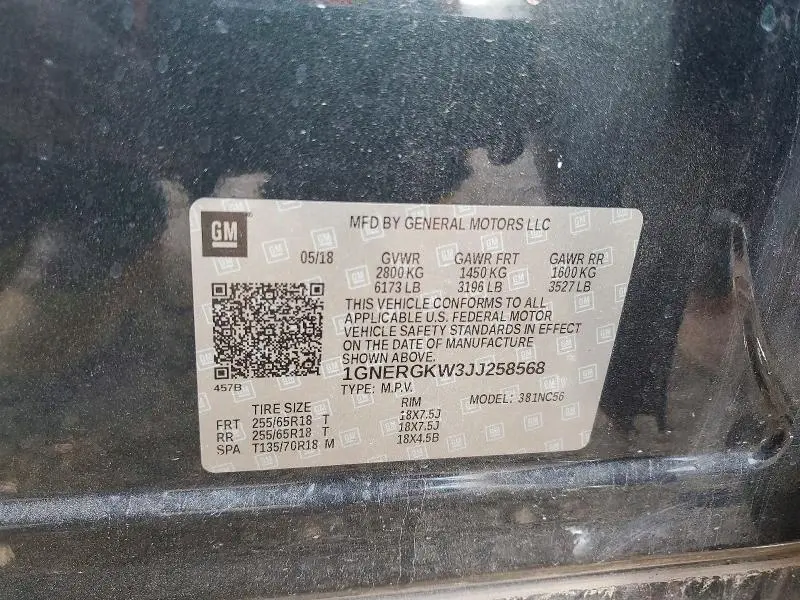 GM
MFD BY GENERAL MOTORS LLC
05/18 GVWR GAWR FRT GAWR RR
2800 KG 1450 KG 1600 KG
6173 LB 3196 LB 3527 LB
THIS VEHICLE CONFORMS TO ALL
APPLICABLE U.S. FEDERAL MOTOR
VEHICLE SAFETY STANDARDS IN EFFECT
ON THE DATE OF MANUFACTURE
SHOWN ABOVE.
457B
1GNERGKW3JJ258568
TYPE: M.P.V. MODEL: 381NC56
TIRE SIZE RIM
FRT 255/65R18 T 18X7.5J
RR 255/65R18 T 18X7.5J
SPA T135/70R18 M 18X4.5B